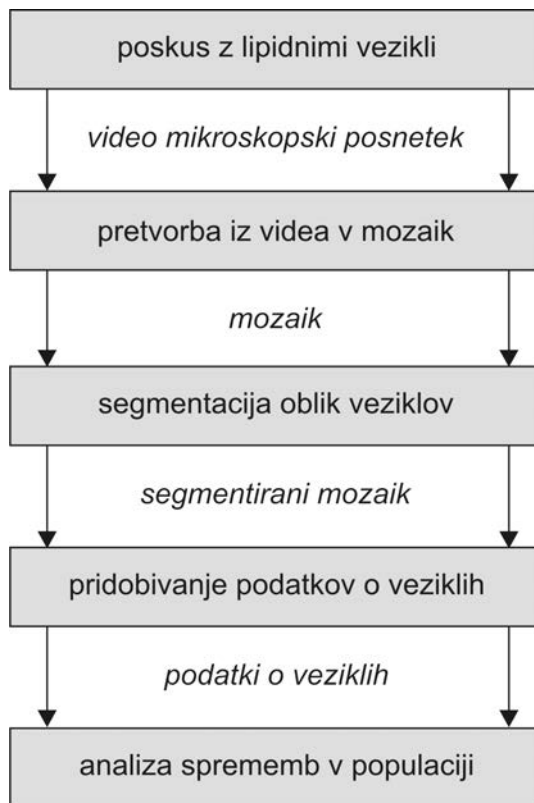 poskus z lipidnimi vezikli
video mikroskopski posnetek
pretvorba iz videa v mozaik
mozaik
segmentacija oblik veziklov
segmentirani mozaik
pridobivanje podatkov o veziklih
podatki o veziklih
analiza sprememb v populaciji